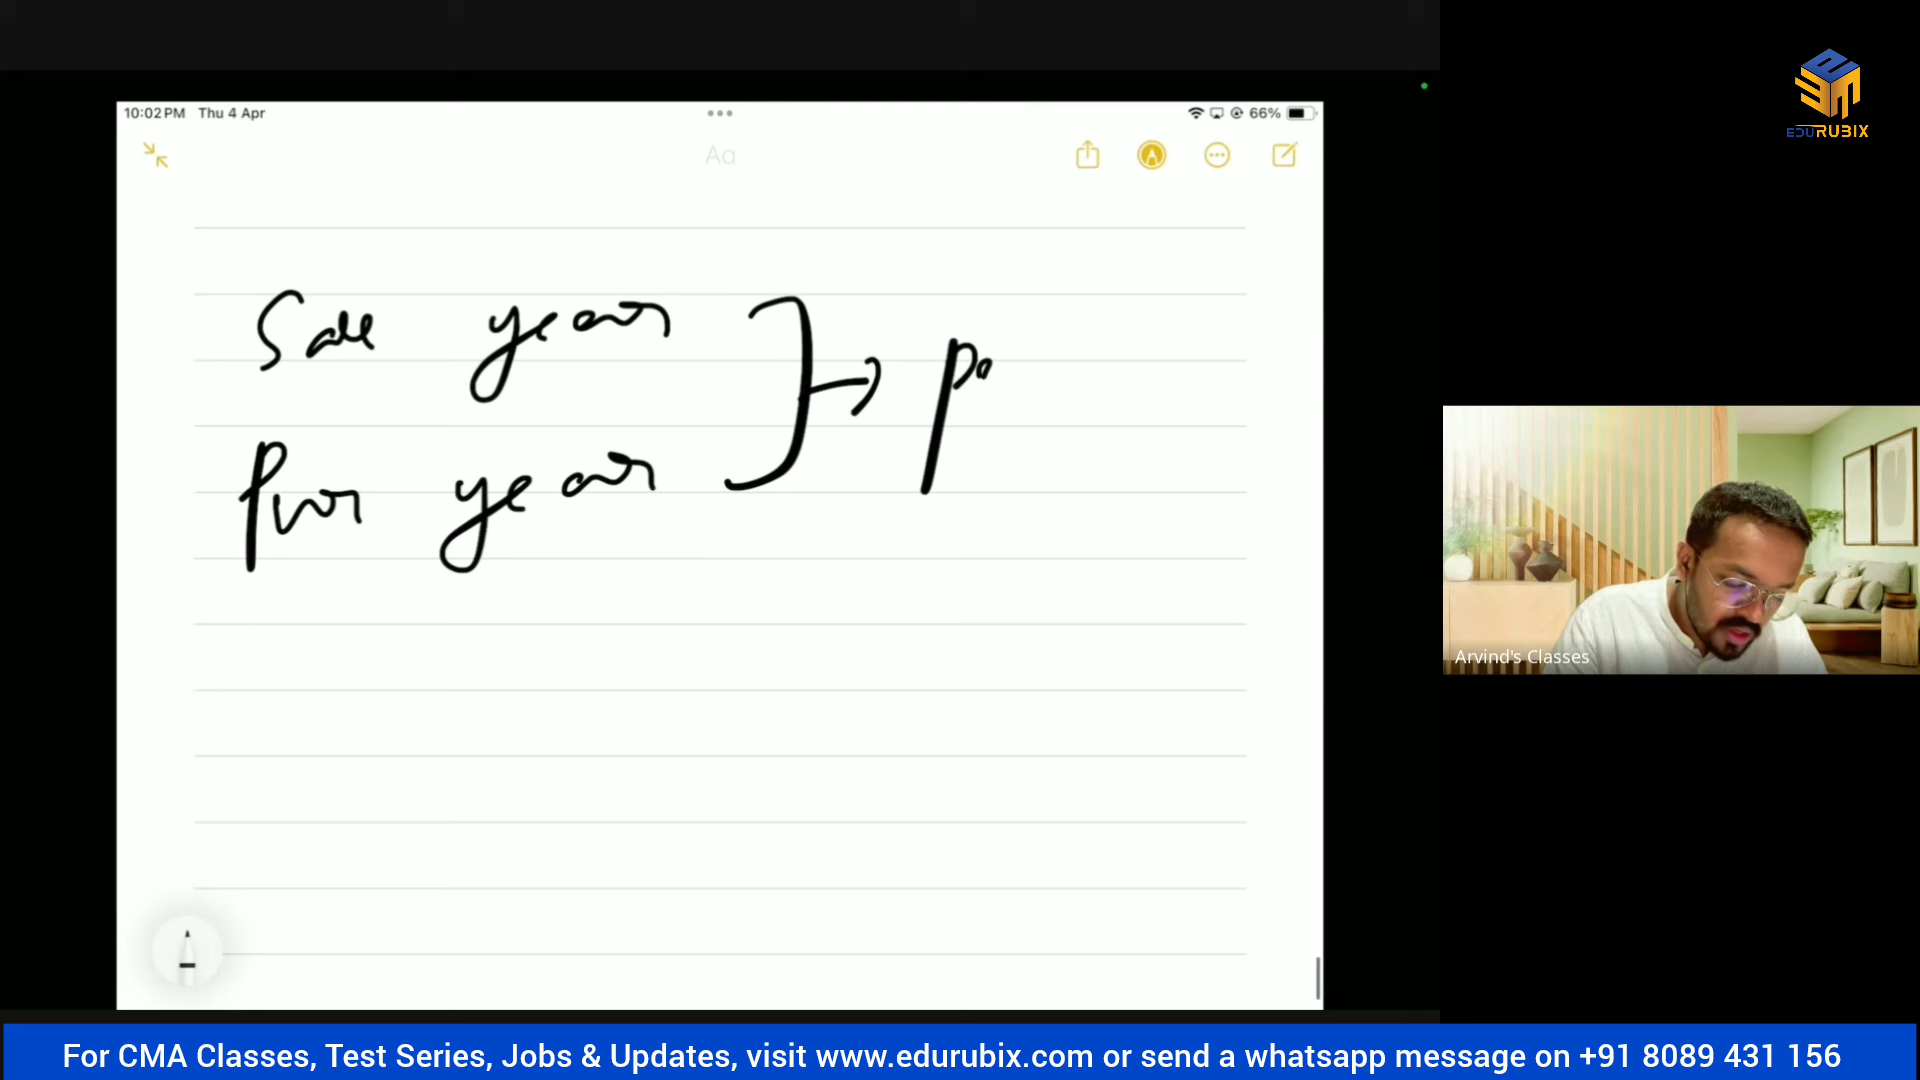 EDURUBIX
10:02 PM Thu 4 Apr
66%
Aa
Sale year
Pur year
Arvind's Classes
For CMA Classes, Test Series, Jobs & Updates, visit www.edurubix.com or send a whatsapp message on +91 8089 431 156